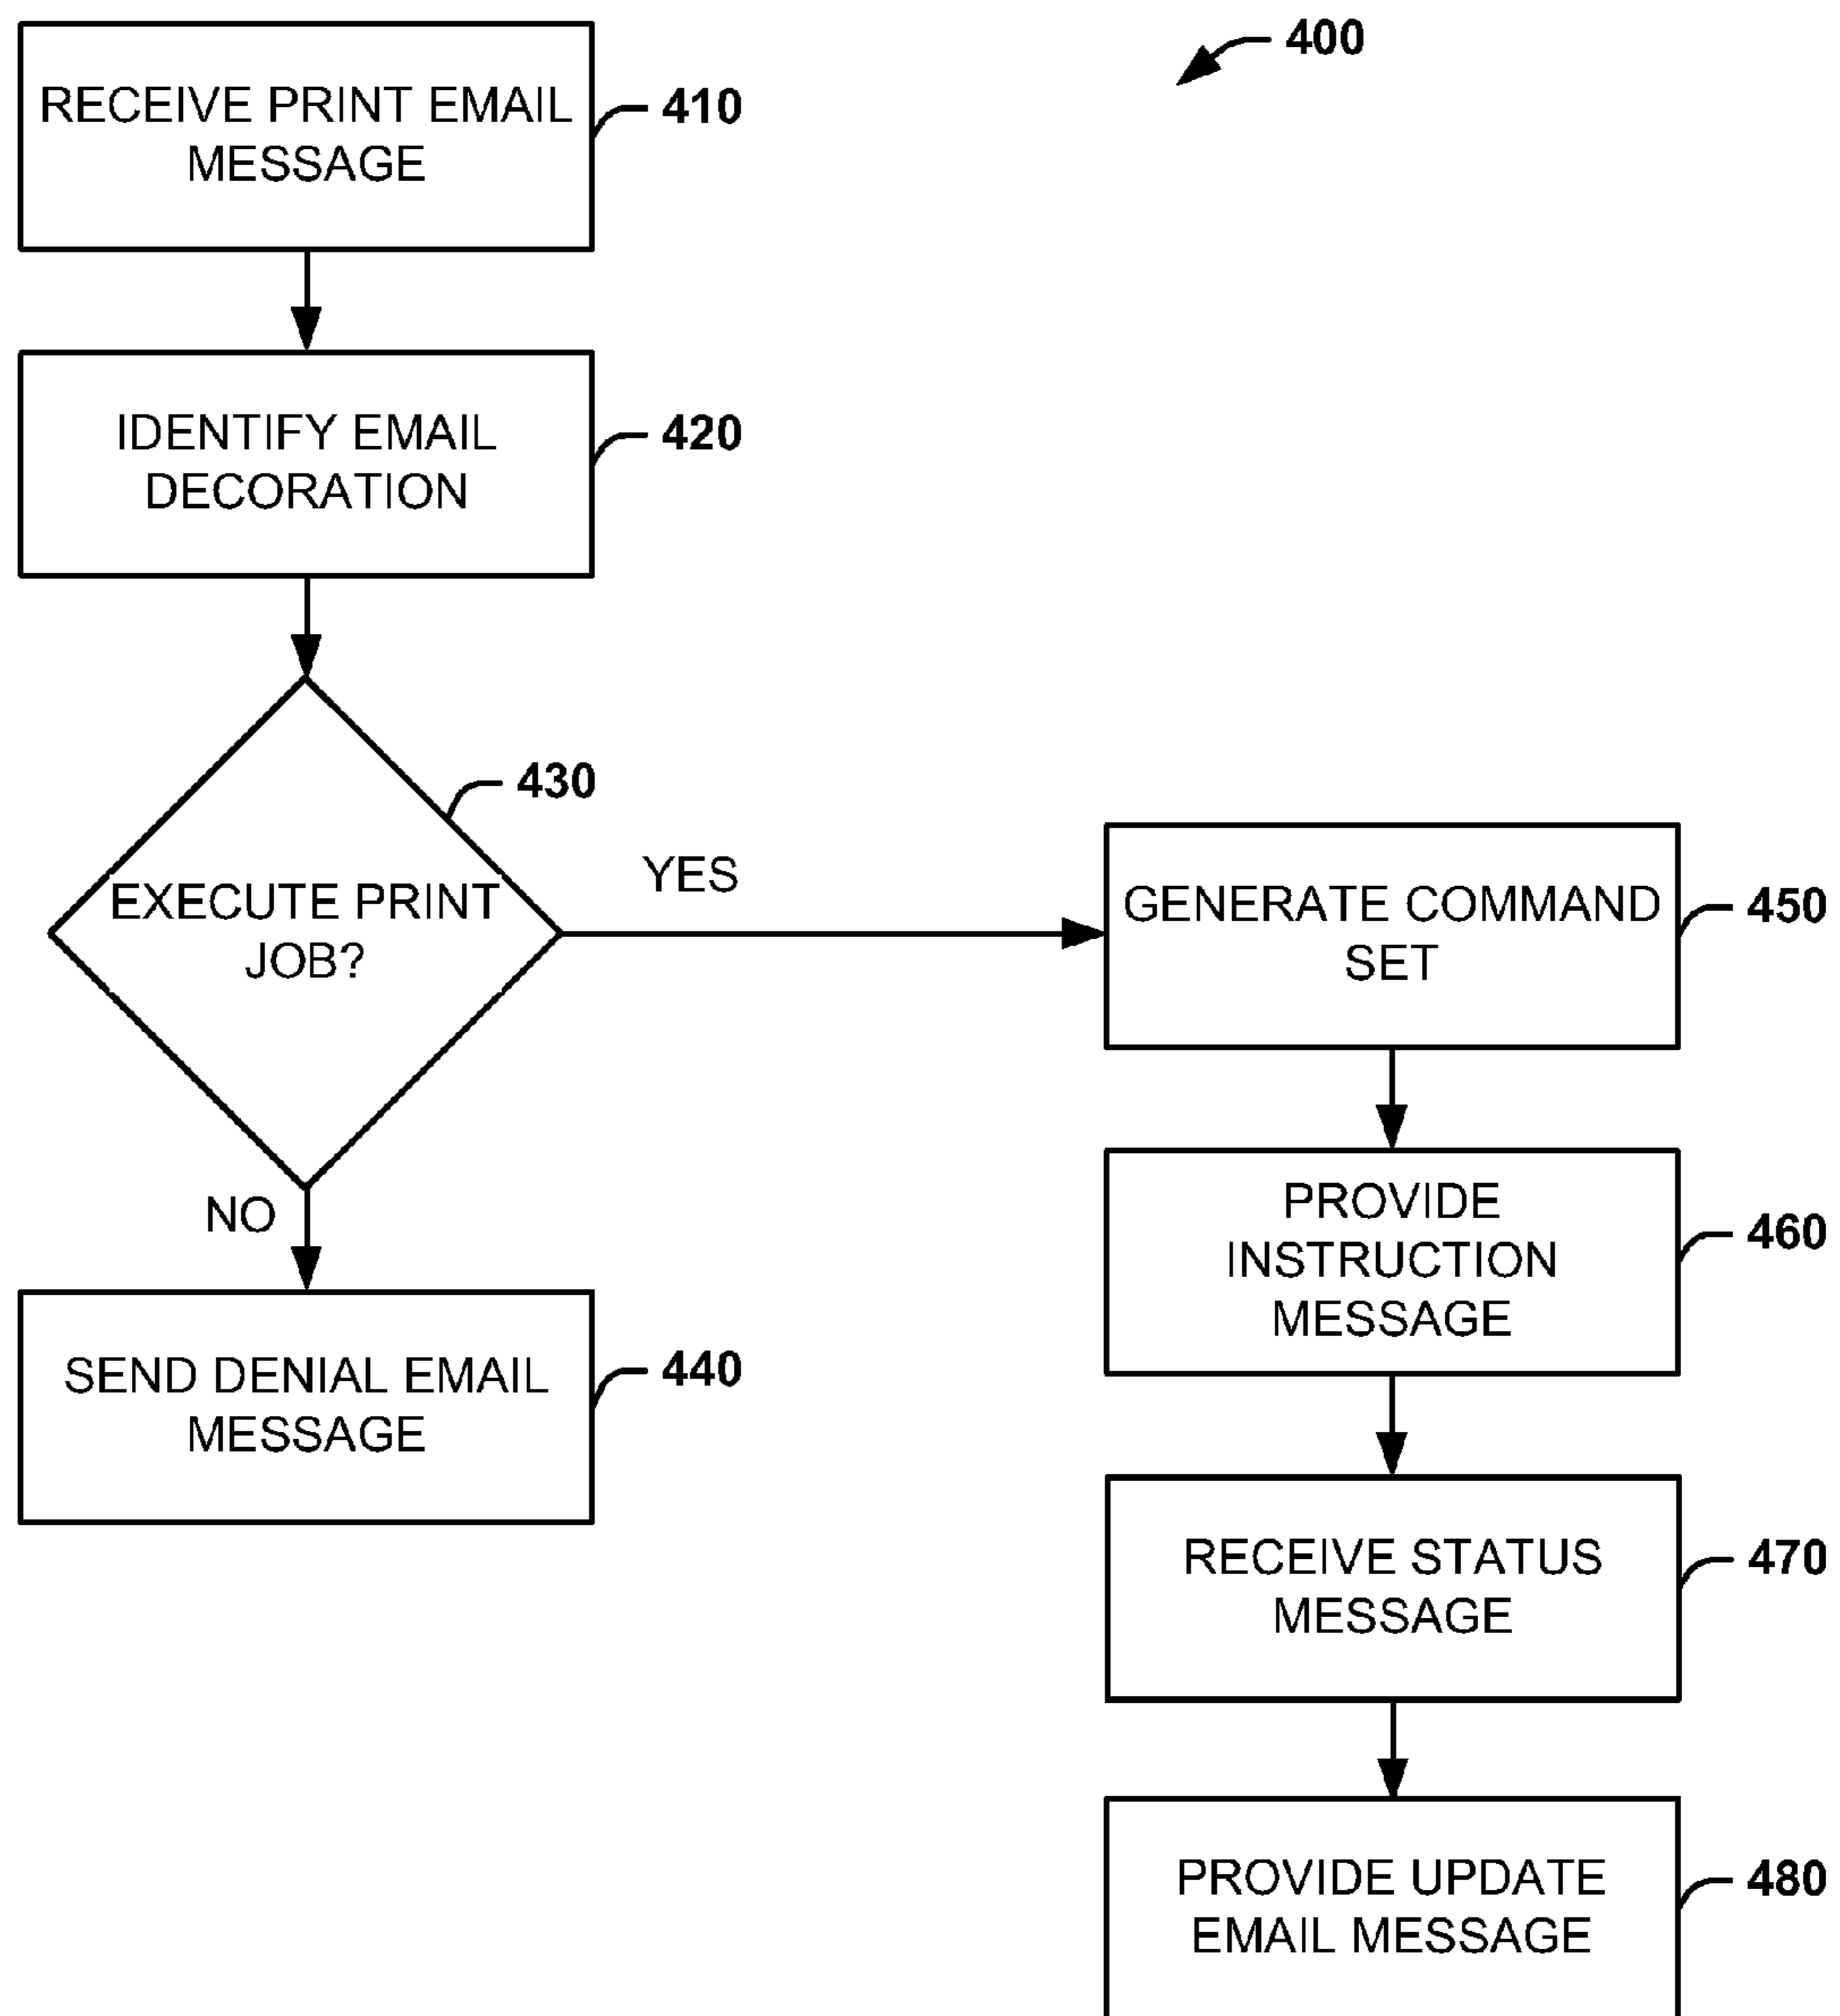 400
RECEIVE PRINT EMAIL
MESSAGE
410
IDENTIFY EMAIL
DECORATION
420
430
EXECUTE PRINT
JOB?
YES
NO
SEND DENIAL EMAIL
MESSAGE
440
GENERATE COMMAND
SET
450
PROVIDE
INSTRUCTION
MESSAGE
460
RECEIVE STATUS
MESSAGE
470
PROVIDE UPDATE
EMAIL MESSAGE
480